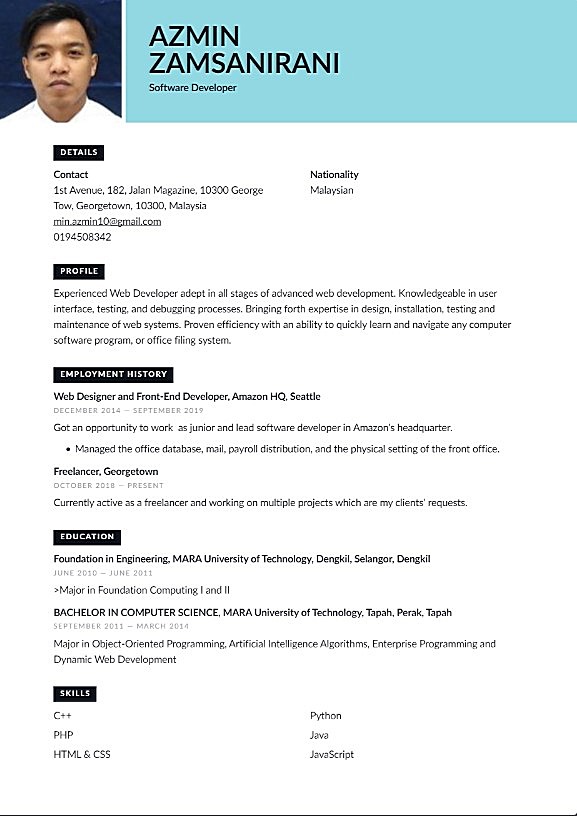 AZMIN
ZAMSANIRANI
Software Developer
DETAILS
Contact
1st Avenue, 182, Jalan Magazine, 10300 George
Tow, Georgetown, 10300, Malaysia
min.azmin10@gmail.com
0194508342
Nationality
Malaysian
PROFILE
Experienced Web Developer adept in all stages of advanced web development. Knowledgeable in user
interface, testing, and debugging processes. Bringing forth expertise in design, installation, testing and
maintenance of web systems. Proven efficiency with an ability to quickly learn and navigate any computer
software program, or office filing system.
EMPLOYMENT HISTORY
Web Designer and Front-End Developer, Amazon HQ, Seattle
DECEMBER 2014 — SEPTEMBER 2019
Got an opportunity to work  as junior and lead software developer in Amazon's headquarter.
• Managed the office database, mail, payroll distribution, and the physical setting of the front office.
Freelancer, Georgetown
OCTOBER 2018 — PRESENT
Currently active as a freelancer and working on multiple projects which are my clients' requests.
EDUCATION
Foundation in Engineering, MARA University of Technology, Dengkil, Selangor, Dengkil
JUNE 2010 — JUNE 2011
>Major in Foundation Computing I and II
BACHELOR IN COMPUTER SCIENCE, MARA University of Technology, Tapah, Perak, Tapah
SEPTEMBER 2011 — MARCH 2014
Major in Object-Oriented Programming, Artificial Intelligence Algorithms, Enterprise Programming and
Dynamic Web Development
SKILLS
C++
Python
PHP
Java
HTML & CSS
JavaScript